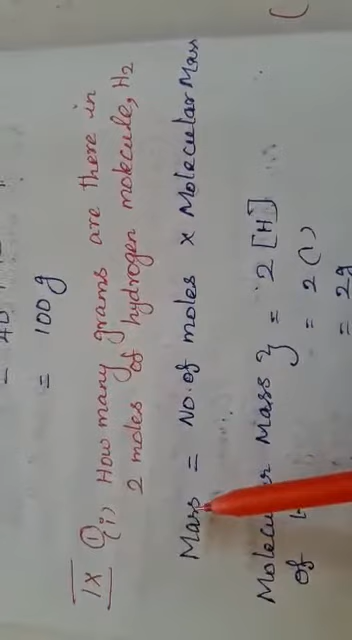 = 100 g
IX Q i, How many grams are there in
2 moles of hydrogen molecule, H2
Mass = No. of moles × Molecular Mass
Mass } = 2 [H]
of = 2 (1)
= 2g